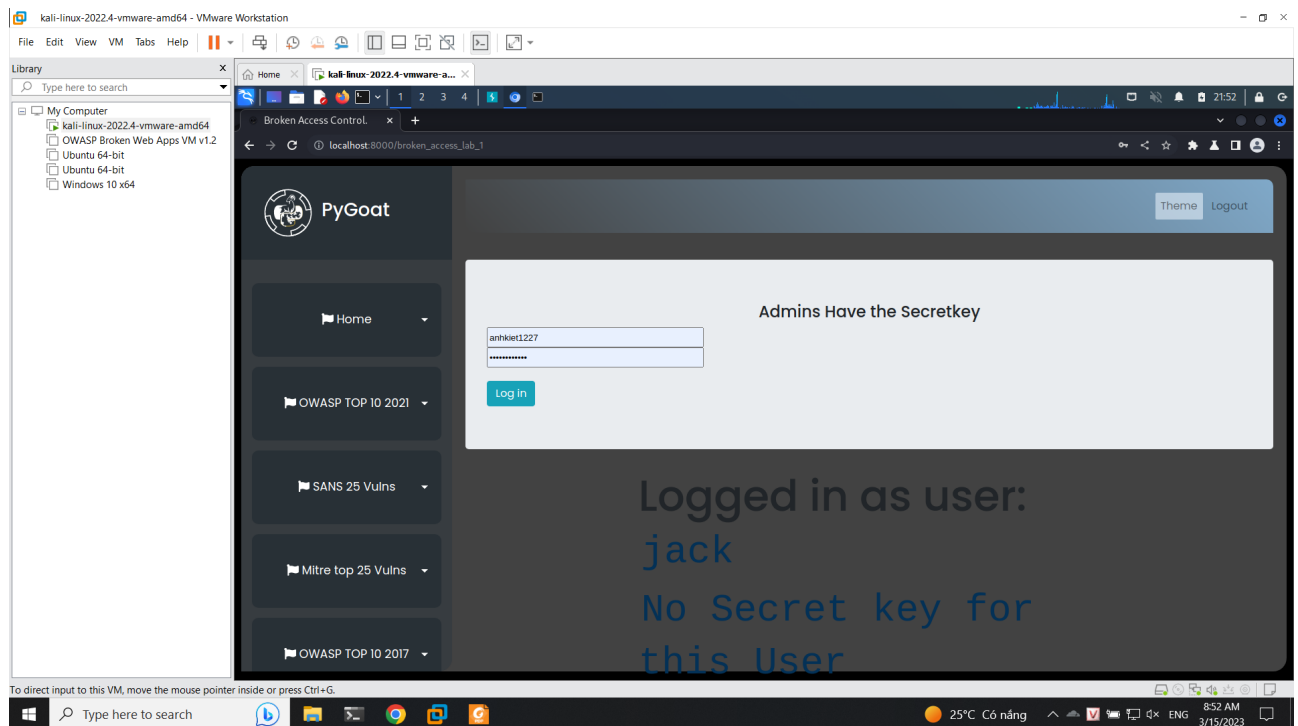 kali-linux-2022.4-vmware-amd64 - VMware Workstation
File Edit View VM Tabs Help
Library
Type here to search
My Computer
kali-linux-2022.4-vmware-amd64
OWASP Broken Web Apps VM v1.2
Ubuntu 64-bit
Ubuntu 64-bit
Windows 10 x64
Home
kali-linux-2022.4-vmware-a...
1 2 3 4
21:52
Broken Access Control.
localhost:8000/broken_access_lab_1
PyGoat
Theme Logout
Home
OWASP TOP 10 2021
SANS 25 Vulns
Mitre top 25 Vulns
OWASP TOP 10 2017
Admins Have the Secretkey
anhkiet1227
••••••••••••
Log in
Logged in as user:
jack
No Secret key for
this User
To direct input to this VM, move the mouse pointer inside or press Ctrl+G.
Type here to search
25°C Có nắng
ENG
8:52 AM
3/15/2023